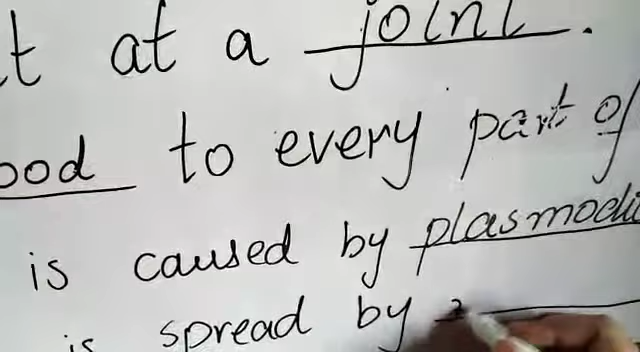 t at a joint.
ood to every part of
is caused by plasmodi
is spread by